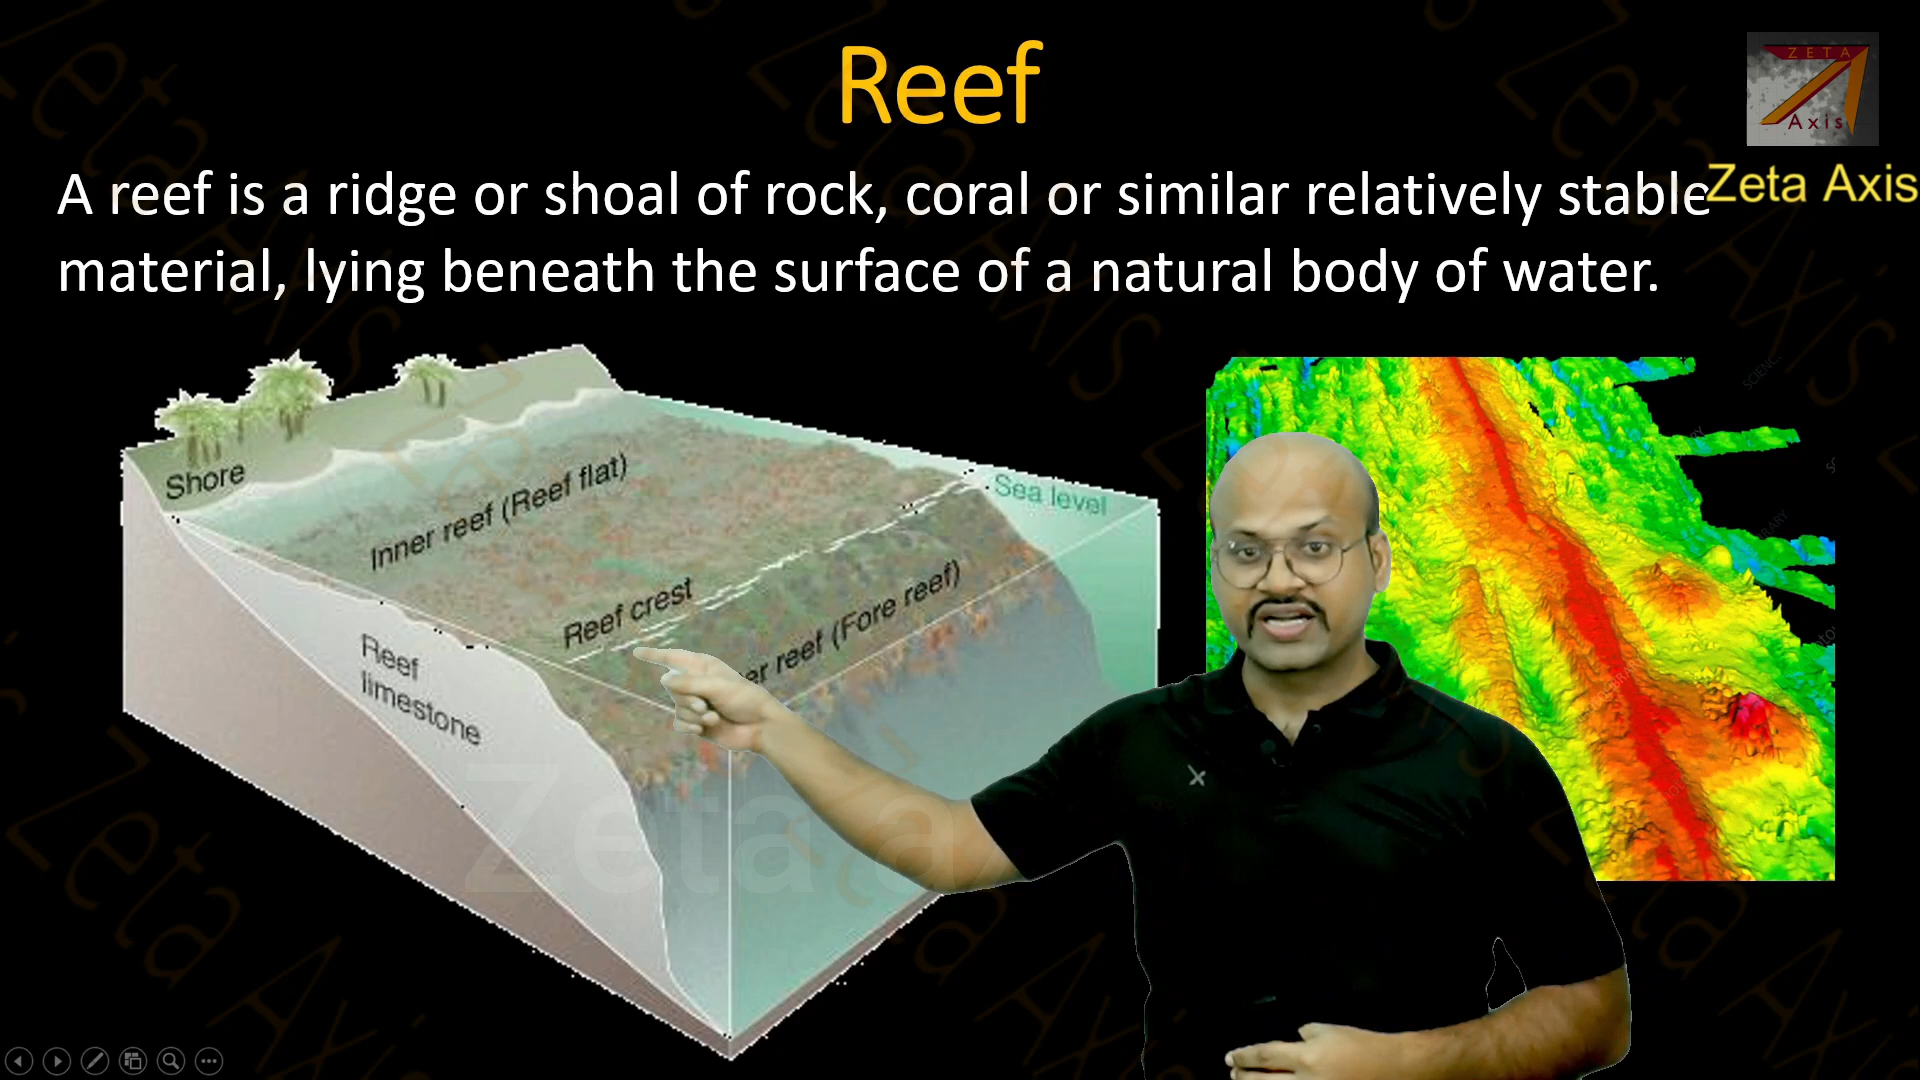 Reef
ZETA
Axis
Zeta Axis
A reef is a ridge or shoal of rock, coral or similar relatively stable
material, lying beneath the surface of a natural body of water.
Shore
Inner reef (Reef flat)
Sea level
Reef crest
reef (Fore reef)
Reef
limestone
Zeta